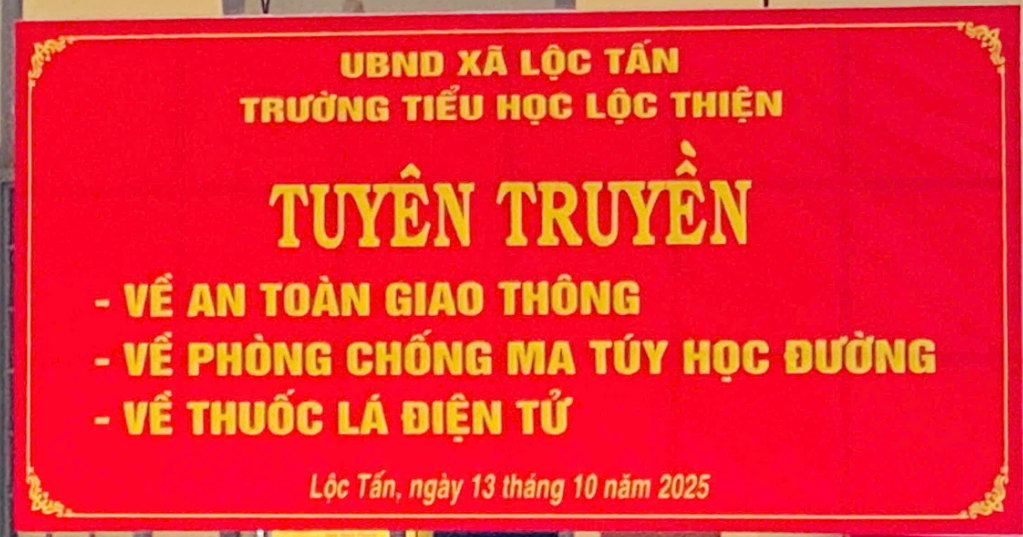 UBND XÃ LỘC TẤN
TRƯỜNG TIỂU HỌC LỘC THIỆN
TUYÊN TRUYỀN
- VỀ AN TOÀN GIAO THÔNG
- VỀ PHÒNG CHỐNG MA TÚY HỌC ĐƯỜNG
- VỀ THUỐC LÁ ĐIỆN TỬ
Lộc Tấn, ngày 13 tháng 10 năm 2025